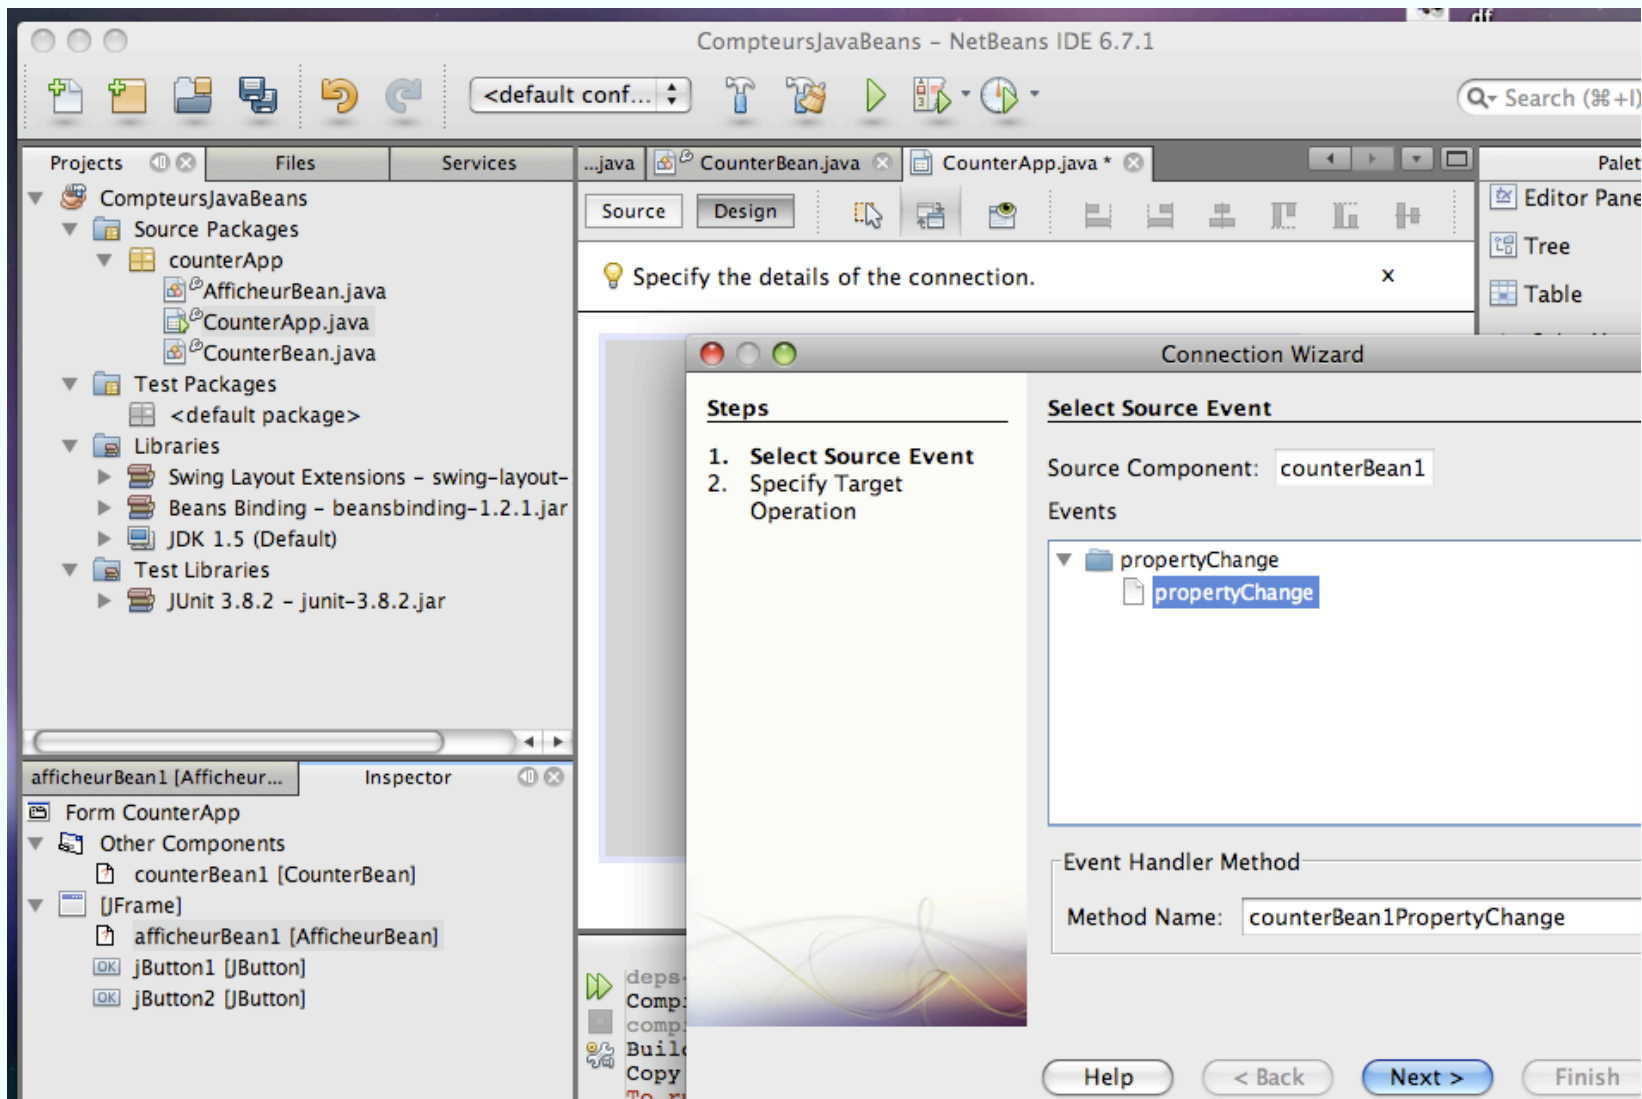 df
CompteursJavaBeans – NetBeans IDE 6.7.1
<default conf...
Search (⌘+I)
Projects Files Services
...java CounterBean.java CounterApp.java *
CompteursJavaBeans
Source Packages
counterApp
AfficheurBean.java
CounterApp.java
CounterBean.java
Test Packages
<default package>
Libraries
Swing Layout Extensions – swing-layout-
Beans Binding – beansbinding-1.2.1.jar
JDK 1.5 (Default)
Test Libraries
JUnit 3.8.2 – junit-3.8.2.jar
afficheurBean1 [Afficheur... Inspector
Form CounterApp
Other Components
counterBean1 [CounterBean]
[JFrame]
afficheurBean1 [AfficheurBean]
jButton1 [JButton]
jButton2 [JButton]
Source Design
Specify the details of the connection.
x
Palet
Editor Pane
Tree
Table
Connection Wizard
Steps
1. Select Source Event
2. Specify Target
Operation
Select Source Event
Source Component: counterBean1
Events
propertyChange
propertyChange
Event Handler Method
Method Name: counterBean1PropertyChange
deps-
Compi
compi
Build
Copy
To ru
Help < Back Next > Finish